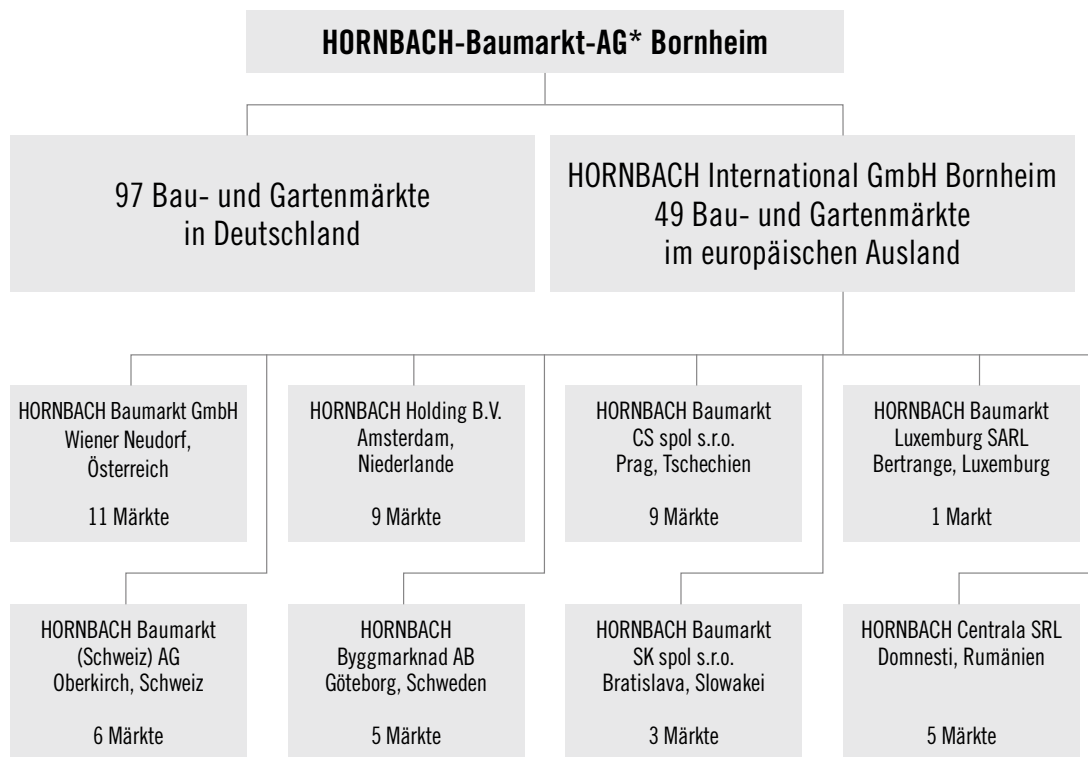 HORNBACH-Baumarkt-AG* Bornheim
97 Bau- und Gartenmärkte
in Deutschland
HORNBACH International GmbH Bornheim
49 Bau- und Gartenmärkte
im europäischen Ausland
HORNBACH Baumarkt GmbH
Wiener Neudorf,
Österreich
11 Märkte
HORNBACH Holding B.V.
Amsterdam,
Niederlande
9 Märkte
HORNBACH Baumarkt
CS spol s.r.o.
Prag, Tschechien
9 Märkte
HORNBACH Baumarkt
Luxemburg SARL
Bertrange, Luxemburg
1 Markt
HORNBACH Baumarkt
(Schweiz) AG
Oberkirch, Schweiz
6 Märkte
HORNBACH
Byggmarknad AB
Göteborg, Schweden
5 Märkte
HORNBACH Baumarkt
SK spol s.r.o.
Bratislava, Slowakei
3 Märkte
HORNBACH Centrala SRL
Domnesti, Rumänien
5 Märkte